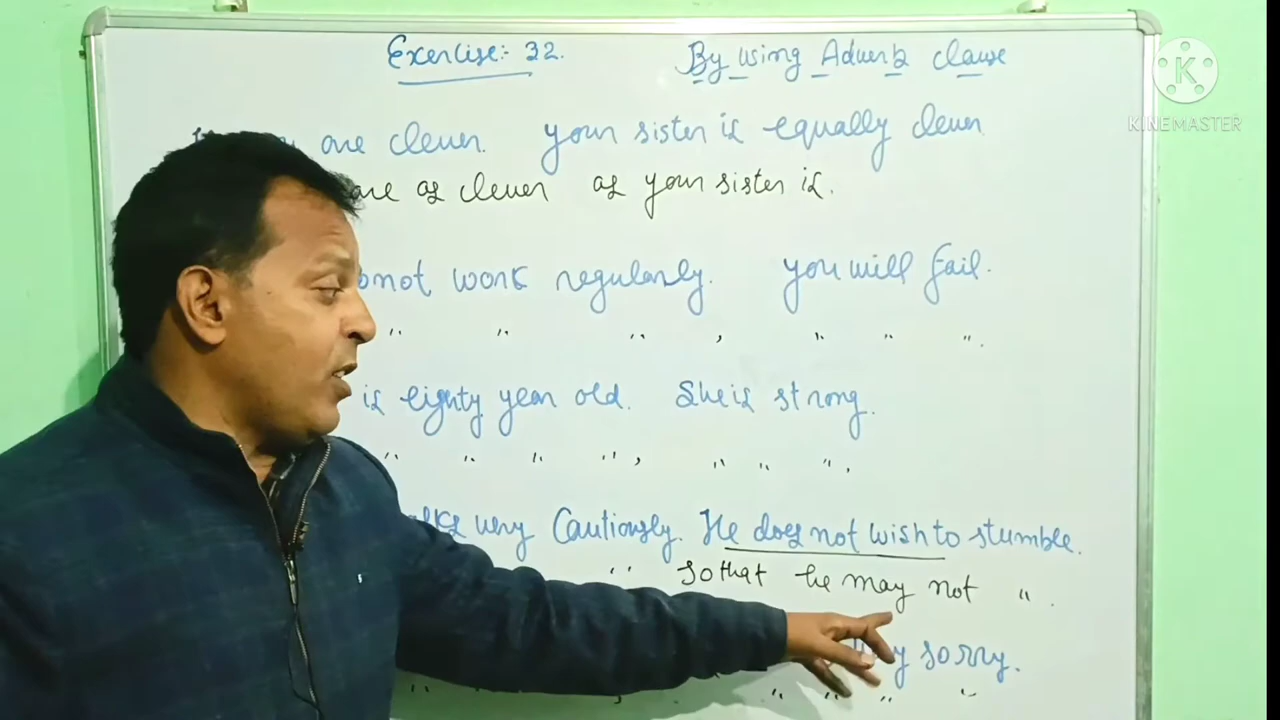 Exercise:- 32. By using Adverb clause
are clever. your sister is equally clever
are as clever as your sister is.
not work regularly. you will fail.
" " " , " " ".
is eighty year old. She is strong.
" " " ", " " ".
very Cautiously. He does not wish to stumble.
" so that he may not ".
sorry.
" " " " "
KINEMASTER